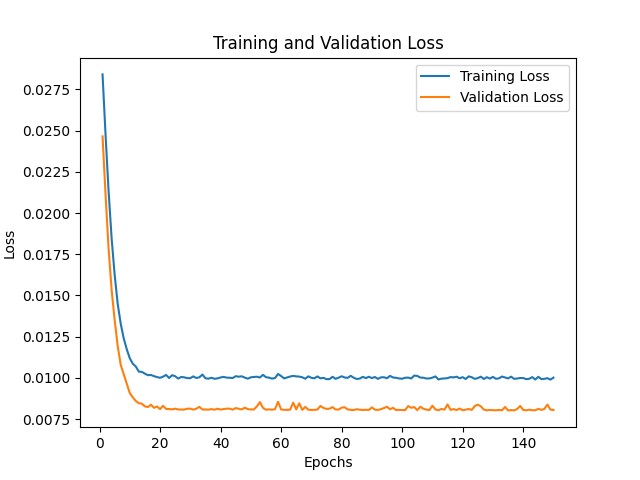 Training and Validation Loss
Training Loss
Validation Loss
Loss
0.0275
0.0250
0.0225
0.0200
0.0175
0.0150
0.0125
0.0100
0.0075
0 20 40 60 80 100 120 140
Epochs